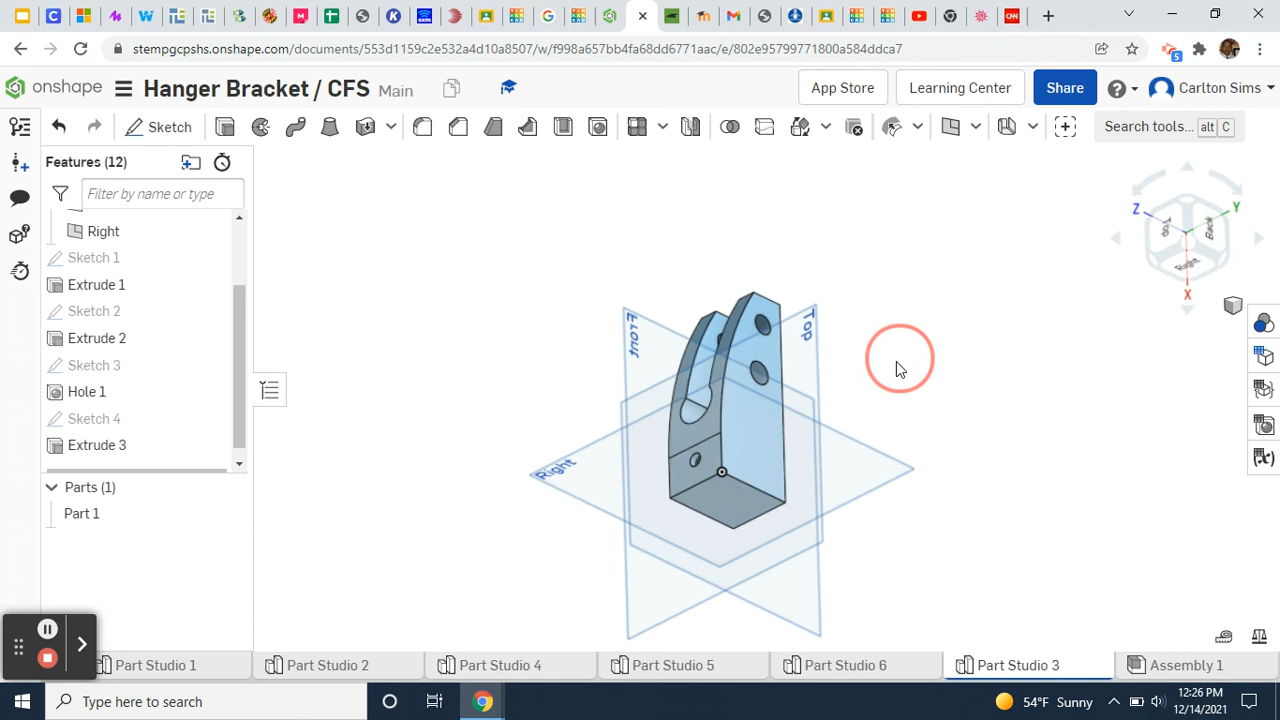 stempgcpshs.onshape.com/documents/553d1159c2e532a4d10a8507/w/f998a657bb4fa68dd6771aac/e/802e95799771800a584ddca7
5
onshape
Hanger Bracket / CFS
Main
App Store
Learning Center
Share
Carlton Sims
Sketch
Search tools...
alt
C
Features (12)
Filter by name or type
Right
Sketch 1
Extrude 1
Sketch 2
Extrude 2
Sketch 3
Hole 1
Sketch 4
Extrude 3
Parts (1)
Part 1
Front
Top
Right
Z
Y
X
Top
Back
Part Studio 1
Part Studio 2
Part Studio 4
Part Studio 5
Part Studio 6
Part Studio 3
Assembly 1
Type here to search
54°F Sunny
12:26 PM
12/14/2021